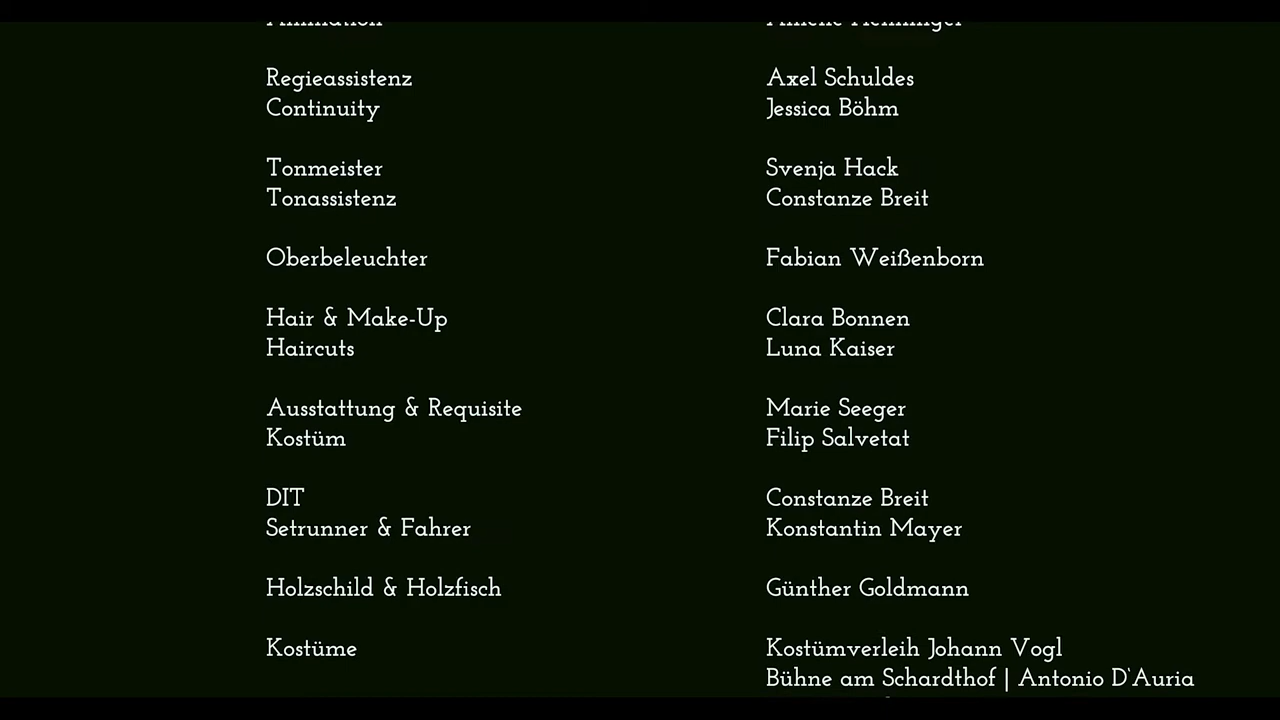 Regieassistenz Axel Schuldes
Continuity Jessica Böhm
Tonmeister Svenja Hack
Tonassistenz Constanze Breit
Oberbeleuchter Fabian Weißenborn
Hair & Make-Up Clara Bonnen
Haircuts Luna Kaiser
Ausstattung & Requisite Marie Seeger
Kostüm Filip Salvetat
DIT Constanze Breit
Setrunner & Fahrer Konstantin Mayer
Holzschild & Holzfisch Günther Goldmann
Kostüme Kostümverleih Johann Vogl
Bühne am Schardthof | Antonio D‘Auria